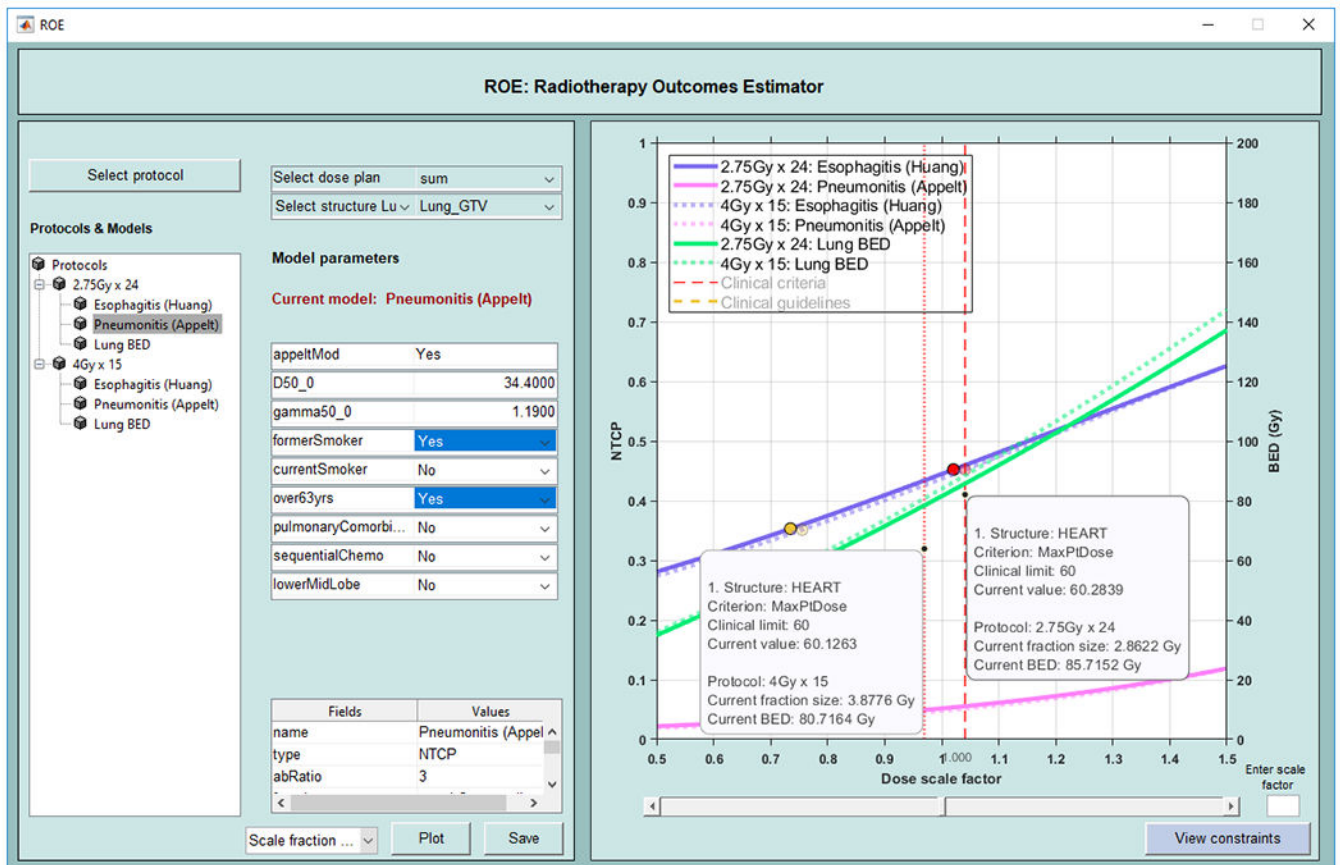 ROE
ROE: Radiotherapy Outcomes Estimator
Select protocol
Select dose plan sum
Select structure Lu Lung_GTV
Protocols & Models
Protocols
2.75Gy x 24
Esophagitis (Huang)
Pneumonitis (Appelt)
Lung BED
4Gy x 15
Esophagitis (Huang)
Pneumonitis (Appelt)
Lung BED
Model parameters
Current model: Pneumonitis (Appelt)
appeltMod Yes
D50_0 34.4000
gamma50_0 1.1900
formerSmoker Yes
currentSmoker No
over63yrs Yes
pulmonaryComorbi... No
sequentialChemo No
lowerMidLobe No
Fields Values
name Pneumonitis (Appel
type NTCP
abRatio 3
Scale fraction ...
Plot
Save
2.75Gy x 24: Esophagitis (Huang)
2.75Gy x 24: Pneumonitis (Appelt)
4Gy x 15: Esophagitis (Huang)
4Gy x 15: Pneumonitis (Appelt)
2.75Gy x 24: Lung BED
4Gy x 15: Lung BED
Clinical criteria
Clinical guidelines
NTCP
1
0.9
0.8
0.7
0.6
0.5
0.4
0.3
0.2
0.1
0
BED (Gy)
200
180
160
140
120
100
80
60
40
20
0
1. Structure: HEART
Criterion: MaxPtDose
Clinical limit: 60
Current value: 60.1263
Protocol: 4Gy x 15
Current fraction size: 3.8776 Gy
Current BED: 80.7164 Gy
1. Structure: HEART
Criterion: MaxPtDose
Clinical limit: 60
Current value: 60.2839
Protocol: 2.75Gy x 24
Current fraction size: 2.8622 Gy
Current BED: 85.7152 Gy
0.5 0.6 0.7 0.8 0.9 1 1.000 1.1 1.2 1.3 1.4 1.5
Dose scale factor
Enter scale
factor
View constraints